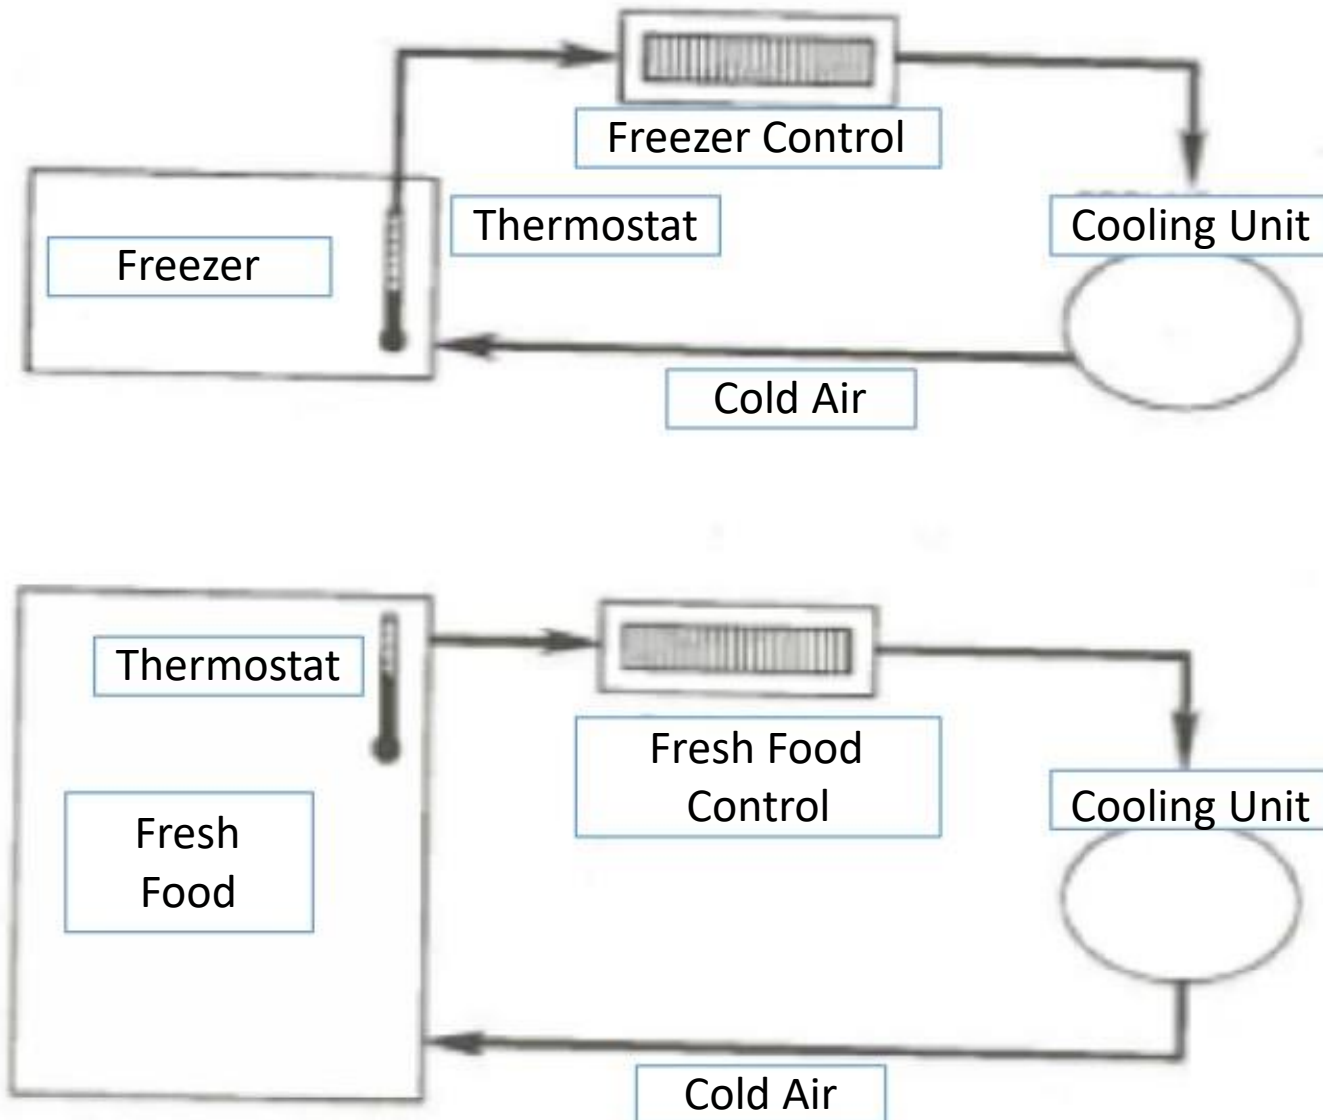 Freezer Control
Thermostat
Cooling Unit
Freezer
Cold Air
Thermostat
Fresh Food
Control
Cooling Unit
Fresh
Food
Cold Air